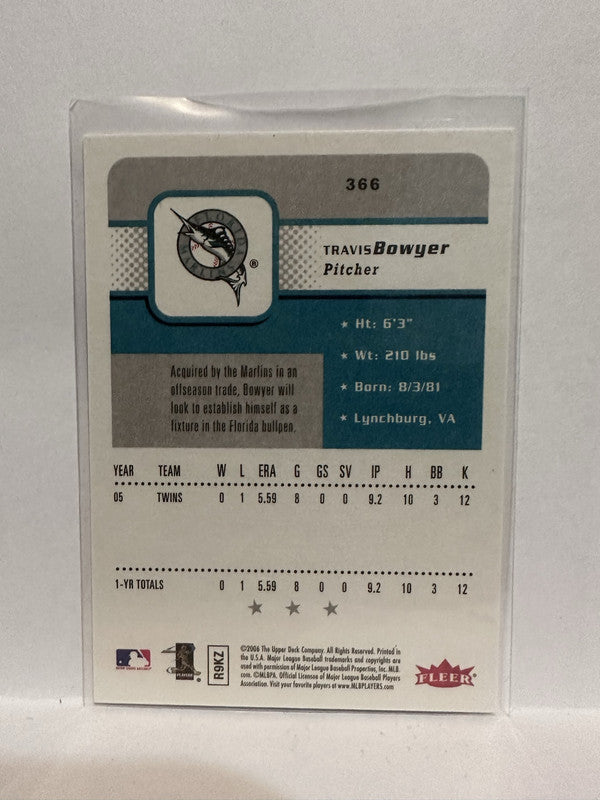 366
FLORIDA MARLINS ®
TRAVIS Bowyer
Pitcher
★ Ht: 6'3"
★ Wt: 210 lbs
★ Born: 8/3/81
★ Lynchburg, VA
Acquired by the Marlins in an
offseason trade, Bowyer will
look to establish himself as a
fixture in the Florida bullpen.
YEAR TEAM W L ERA G GS SV IP H BB K
05 TWINS 0 1 5.59 8 0 0 9.2 10 3 12
1-YR TOTALS 0 1 5.59 8 0 0 9.2 10 3 12
R9KZ
©2006 The Upper Deck Company. All Rights Reserved. Printed in
the U.S.A. Major League Baseball trademarks and copyrights are
used with permission of Major League Baseball Properties, Inc. MLB.
com. ©MLBPA. Official Licensee of Major League Baseball Players
Association. Visit your favorite players at www.MLBPLAYERS.com
FLEER